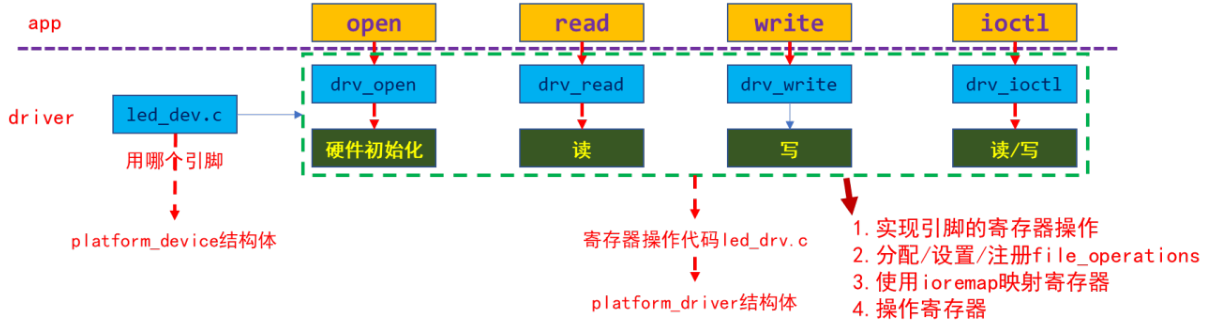 app
open
read
write
ioctl
driver
led_dev.c
drv_open
drv_read
drv_write
drv_ioctl
硬件初始化
读
写
读/写
用哪个引脚
platform_device结构体
寄存器操作代码led_drv.c
platform_driver结构体
1. 实现引脚的寄存器操作
2. 分配/设置/注册file_operations
3. 使用ioremap映射寄存器
4. 操作寄存器